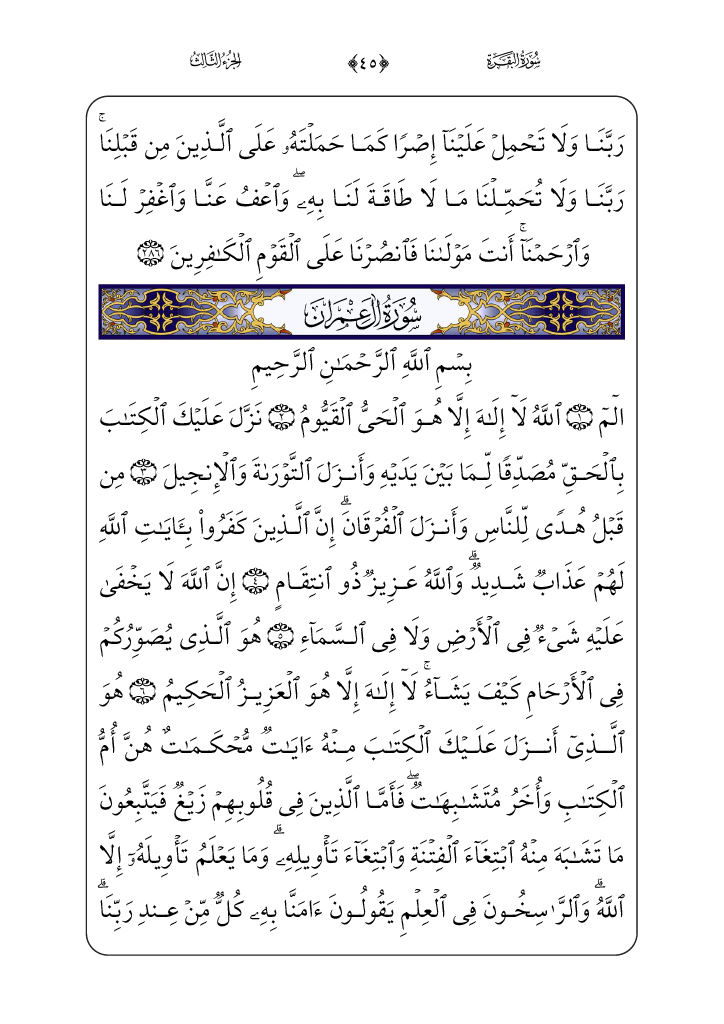 سُورَةُ البَقَرَة ﴿٤٥﴾ الجُزْءُ الثَّالِثُ
رَبَّنَا وَلَا تَحۡمِلۡ عَلَيۡنَآ إِصۡرٗا كَمَا حَمَلۡتَهُۥ عَلَى ٱلَّذِينَ مِن قَبۡلِنَاۚ
رَبَّنَا وَلَا تُحَمِّلۡنَا مَا لَا طَاقَةَ لَنَا بِهِۦۖ وَٱعۡفُ عَنَّا وَٱغۡفِرۡ لَنَا
وَٱرۡحَمۡنَآۚ أَنتَ مَوۡلَىٰنَا فَٱنصُرۡنَا عَلَى ٱلۡقَوۡمِ ٱلۡكَٰفِرِينَ ٢٨٦
سُورَةُ آلِ عِمْرَانَ
بِسۡمِ ٱللَّهِ ٱلرَّحۡمَٰنِ ٱلرَّحِيمِ
الٓمٓ ١ ٱللَّهُ لَآ إِلَٰهَ إِلَّا هُوَ ٱلۡحَيُّ ٱلۡقَيُّومُ ٢ نَزَّلَ عَلَيۡكَ ٱلۡكِتَٰبَ
بِٱلۡحَقِّ مُصَدِّقٗا لِّمَا بَيۡنَ يَدَيۡهِ وَأَنزَلَ ٱلتَّوۡرَىٰةَ وَٱلۡإِنجِيلَ ٣ مِن
قَبۡلُ هُدٗى لِّلنَّاسِ وَأَنزَلَ ٱلۡفُرۡقَانَۗ إِنَّ ٱلَّذِينَ كَفَرُواْ بِـَٔايَٰتِ ٱللَّهِ
لَهُمۡ عَذَابٞ شَدِيدٞۗ وَٱللَّهُ عَزِيزٞ ذُو ٱنتِقَامٍ ٤ إِنَّ ٱللَّهَ لَا يَخۡفَىٰ
عَلَيۡهِ شَيۡءٞ فِي ٱلۡأَرۡضِ وَلَا فِي ٱلسَّمَآءِ ٥ هُوَ ٱلَّذِي يُصَوِّرُكُمۡ
فِي ٱلۡأَرۡحَامِ كَيۡفَ يَشَآءُۚ لَآ إِلَٰهَ إِلَّا هُوَ ٱلۡعَزِيزُ ٱلۡحَكِيمُ ٦ هُوَ
ٱلَّذِيٓ أَنزَلَ عَلَيۡكَ ٱلۡكِتَٰبَ مِنۡهُ ءَايَٰتٞ مُّحۡكَمَٰتٌ هُنَّ أُمُّ
ٱلۡكِتَٰبِ وَأُخَرُ مُتَشَٰبِهَٰتٞۖ فَأَمَّا ٱلَّذِينَ فِي قُلُوبِهِمۡ زَيۡغٞ فَيَتَّبِعُونَ
مَا تَشَٰبَهَ مِنۡهُ ٱبۡتِغَآءَ ٱلۡفِتۡنَةِ وَٱبۡتِغَآءَ تَأۡوِيلِهِۦۗ وَمَا يَعۡلَمُ تَأۡوِيلَهُۥٓ إِلَّا
ٱللَّهُۗ وَٱلرَّٰسِخُونَ فِي ٱلۡعِلۡمِ يَقُولُونَ ءَامَنَّا بِهِۦ كُلّٞ مِّنۡ عِندِ رَبِّنَاۗ